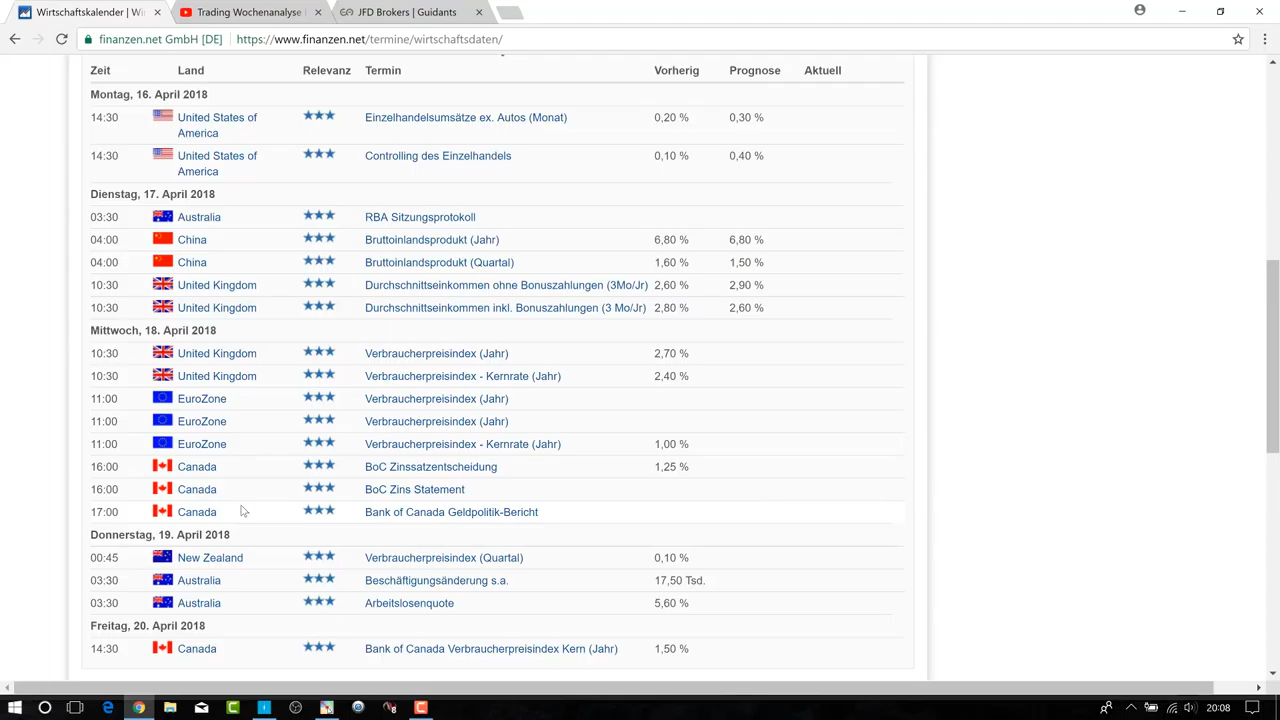 Wirtschaftskalender | Wi
Trading Wochenanalyse
JFD Brokers | Guidants
finanzen.net GmbH [DE] https://www.finanzen.net/termine/wirtschaftsdaten/
Zeit Land Relevanz Termin Vorherig Prognose Aktuell
Montag, 16. April 2018
14:30 United States of America Einzelhandelsumsätze ex. Autos (Monat) 0,20 % 0,30 %
14:30 United States of America Controlling des Einzelhandels 0,10 % 0,40 %
Dienstag, 17. April 2018
03:30 Australia RBA Sitzungsprotokoll
04:00 China Bruttoinlandsprodukt (Jahr) 6,80 % 6,80 %
04:00 China Bruttoinlandsprodukt (Quartal) 1,60 % 1,50 %
10:30 United Kingdom Durchschnittseinkommen ohne Bonuszahlungen (3Mo/Jr) 2,60 % 2,90 %
10:30 United Kingdom Durchschnittseinkommen inkl. Bonuszahlungen (3 Mo/Jr) 2,80 % 2,60 %
Mittwoch, 18. April 2018
10:30 United Kingdom Verbraucherpreisindex (Jahr) 2,70 %
10:30 United Kingdom Verbraucherpreisindex - Kernrate (Jahr) 2,40 %
11:00 EuroZone Verbraucherpreisindex (Jahr)
11:00 EuroZone Verbraucherpreisindex (Jahr)
11:00 EuroZone Verbraucherpreisindex - Kernrate (Jahr) 1,00 %
16:00 Canada BoC Zinssatzentscheidung 1,25 %
16:00 Canada BoC Zins Statement
17:00 Canada Bank of Canada Geldpolitik-Bericht
Donnerstag, 19. April 2018
00:45 New Zealand Verbraucherpreisindex (Quartal) 0,10 %
03:30 Australia Beschäftigungsänderung s.a. 17,50 Tsd.
03:30 Australia Arbeitslosenquote 5,60 %
Freitag, 20. April 2018
14:30 Canada Bank of Canada Verbraucherpreisindex Kern (Jahr) 1,50 %
20:08